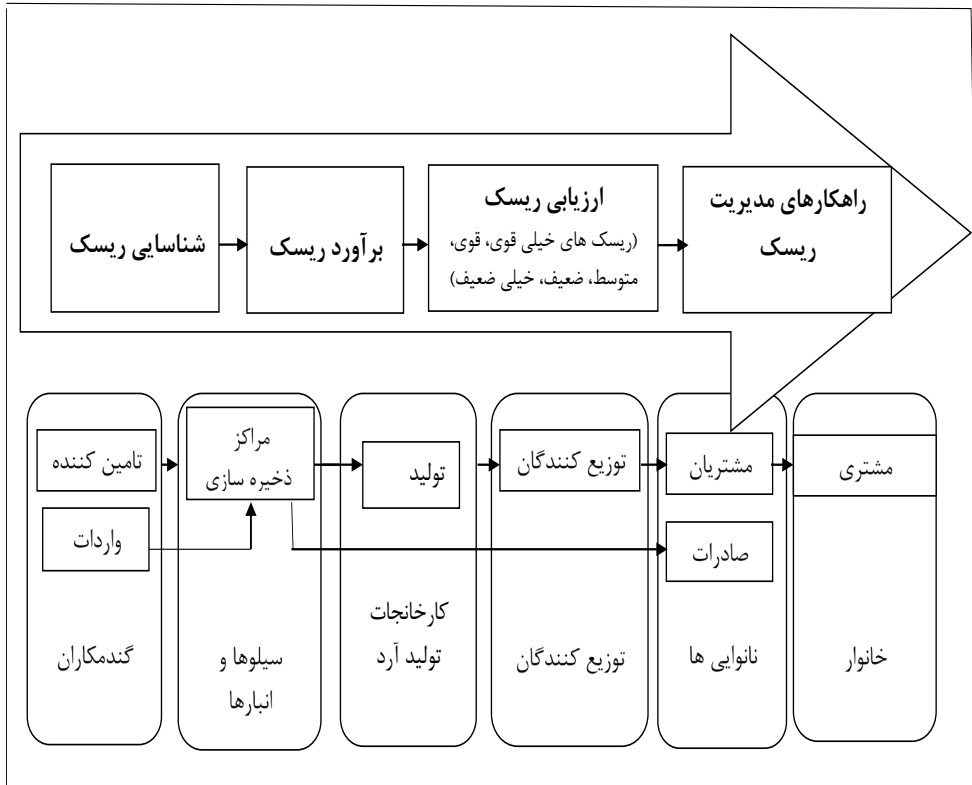 شناسایی ریسک
برآورد ریسک
ارزیابی ریسک
(ریسک های خیلی قوی، قوی،
متوسط، ضعیف، خیلی ضعیف)
راهکارهای مدیریت
ریسک
تامین کننده
واردات
گندمکاران
مراکز
ذخیره سازی
سیلوها و
انبارها
تولید
کارخانجات
تولید آرد
توزیع کنندگان
توزیع کنندگان
مشتریان
صادرات
نانوایی ها
مشتری
خانوار